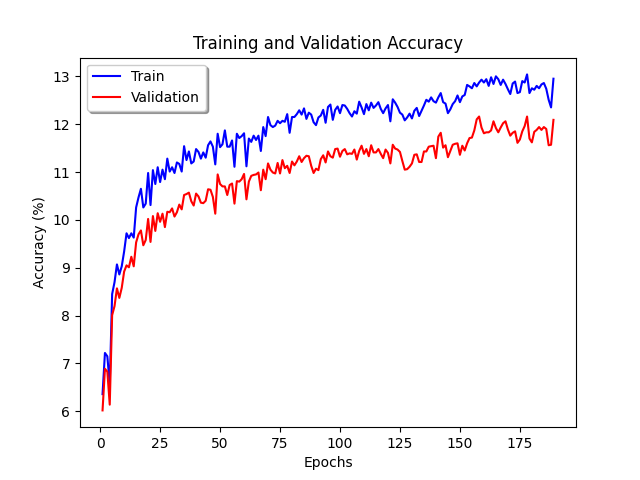 Training and Validation Accuracy
Train
Validation
Accuracy (%)
13
12
11
10
9
8
7
6
0 25 50 75 100 125 150 175
Epochs